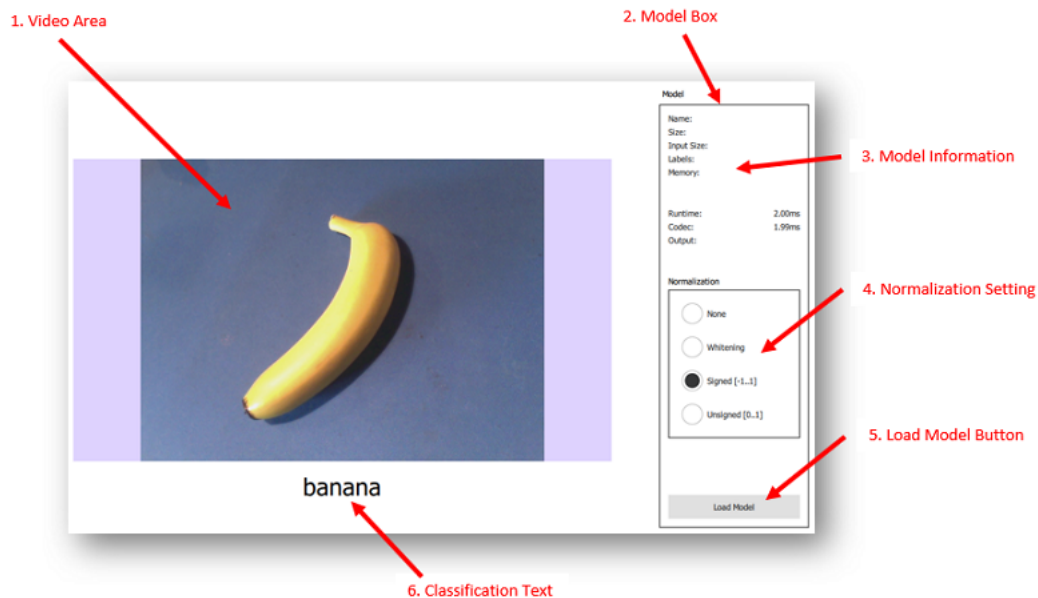 1. Video Area
2. Model Box
Model
Name:
Size:
Input Size:
Labels:
Memory:
3. Model Information
Runtime: 2.00ms
Codec: 1.99ms
Output:
Normalization
4. Normalization Setting
None
Whitening
Signed [-1..1]
Unsigned [0..1]
5. Load Model Button
Load Model
banana
6. Classification Text